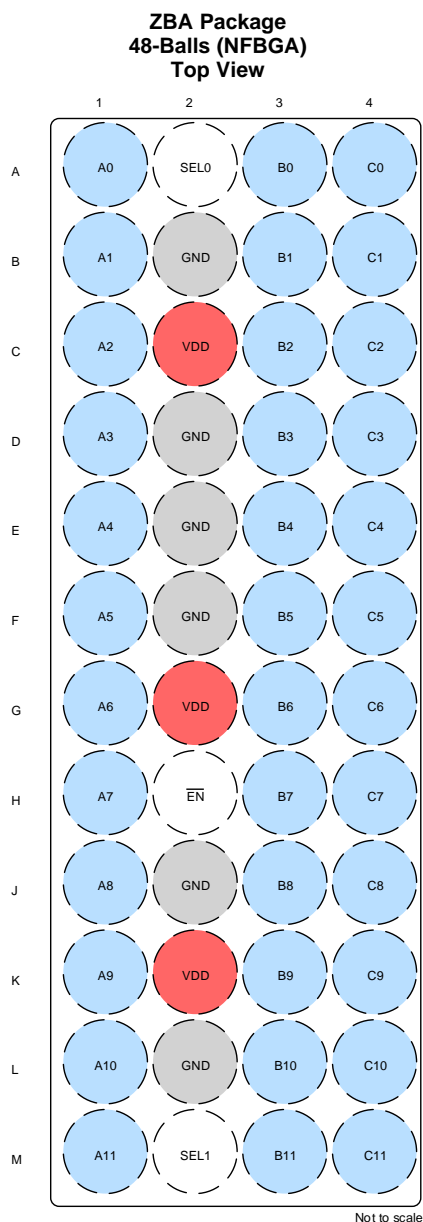 ZBA Package
48-Balls (NFBGA)
Top View
1 2 3 4
A A0 SEL0 B0 C0
B A1 GND B1 C1
C A2 VDD B2 C2
D A3 GND B3 C3
E A4 GND B4 C4
F A5 GND B5 C5
G A6 VDD B6 C6
H A7 E̅N̅ B7 C7
J A8 GND B8 C8
K A9 VDD B9 C9
L A10 GND B10 C10
M A11 SEL1 B11 C11
Not to scale